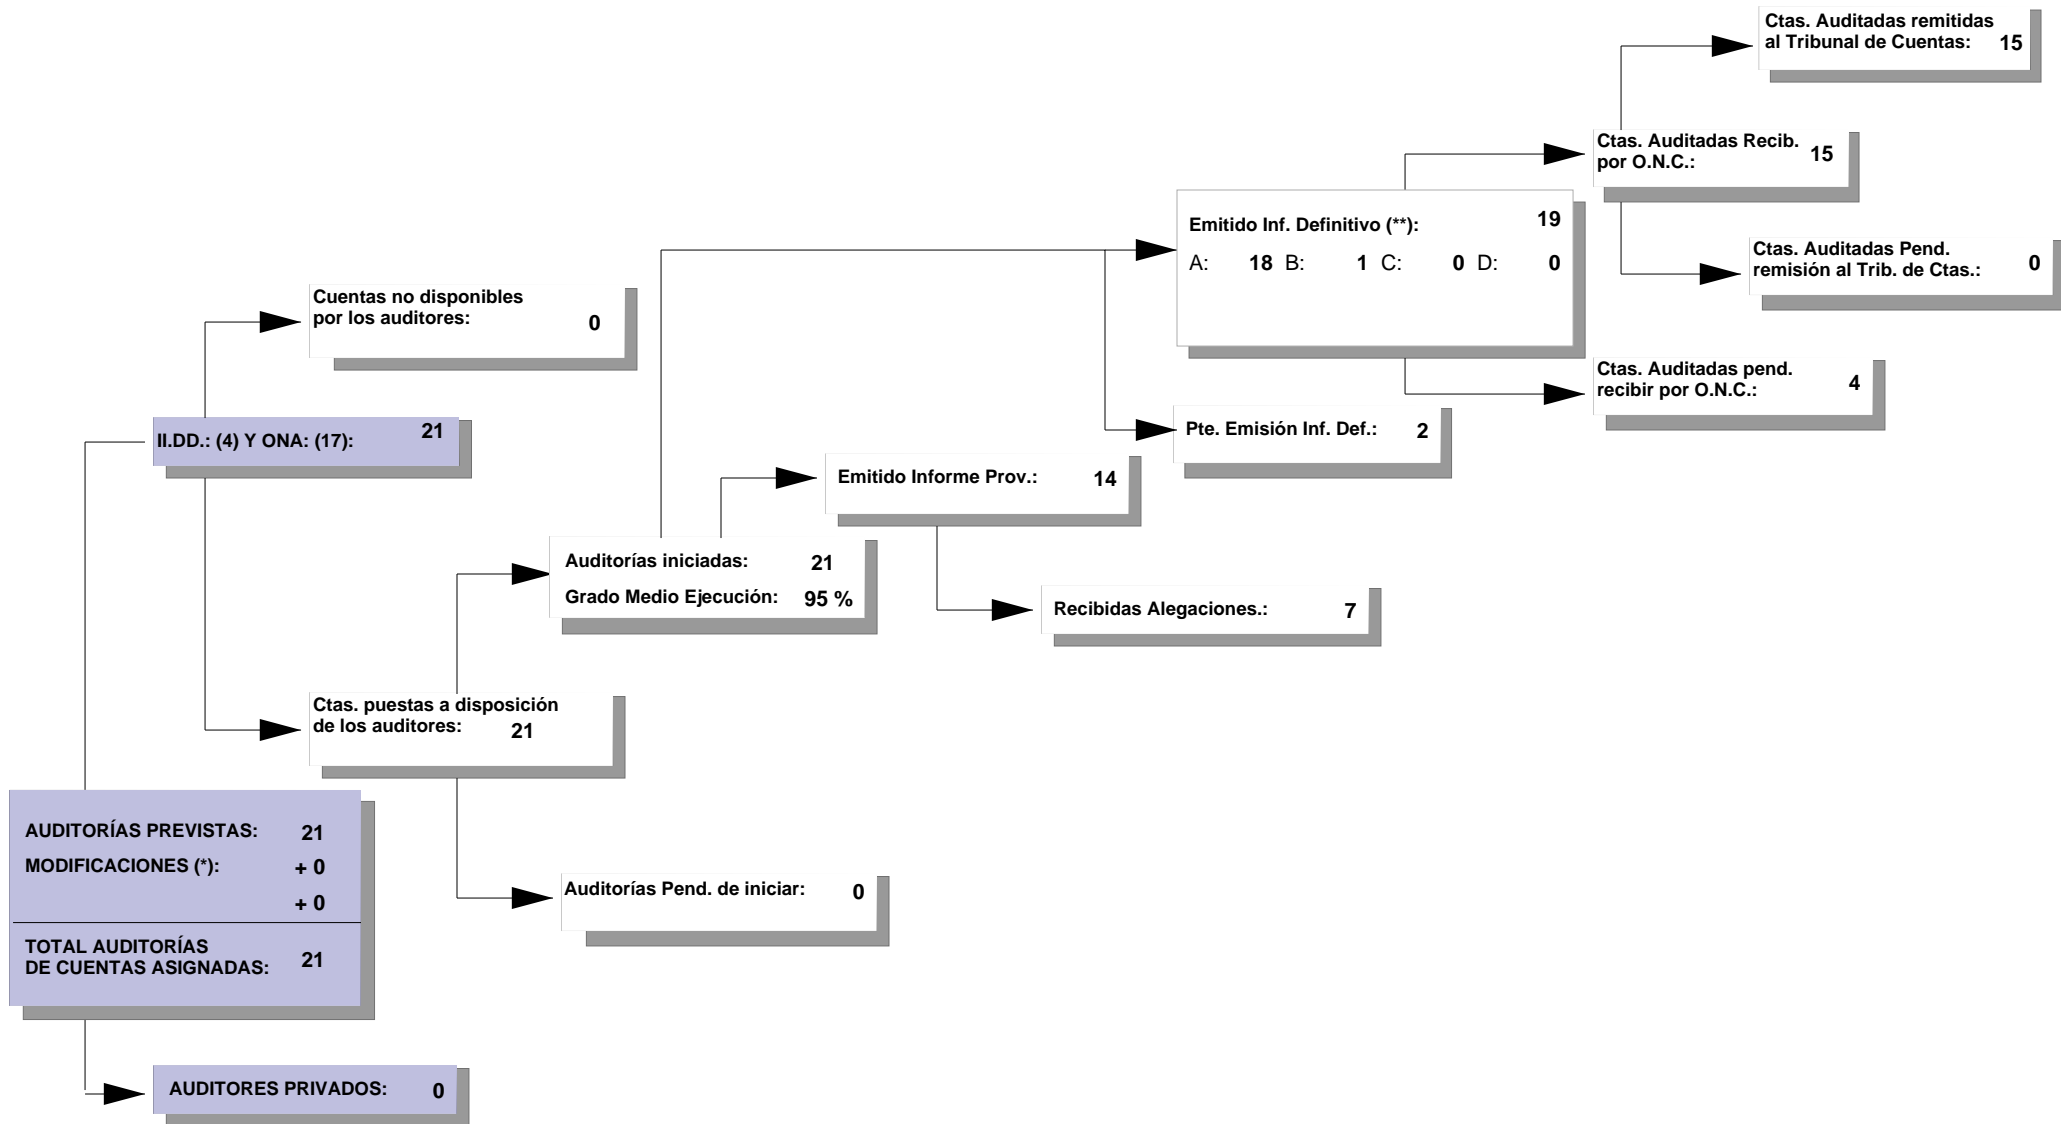 Ctas. Auditadas remitidas
al Tribunal de Cuentas: 15
Ctas. Auditadas Recib.
por O.N.C.: 15
Emitido Inf. Definitivo (**): 19
A: 18 B: 1 C: 0 D: 0
Ctas. Auditadas Pend.
remisión al Trib. de Ctas.: 0
Cuentas no disponibles
por los auditores: 0
Ctas. Auditadas pend.
recibir por O.N.C.: 4
II.DD.: (4) Y ONA: (17): 21
Pte. Emisión Inf. Def.: 2
Emitido Informe Prov.: 14
Auditorías iniciadas: 21
Grado Medio Ejecución: 95 %
Recibidas Alegaciones.: 7
Ctas. puestas a disposición
de los auditores: 21
AUDITORÍAS PREVISTAS: 21
MODIFICACIONES (*): + 0
+ 0
TOTAL AUDITORÍAS
DE CUENTAS ASIGNADAS: 21
Auditorías Pend. de iniciar: 0
AUDITORES PRIVADOS: 0